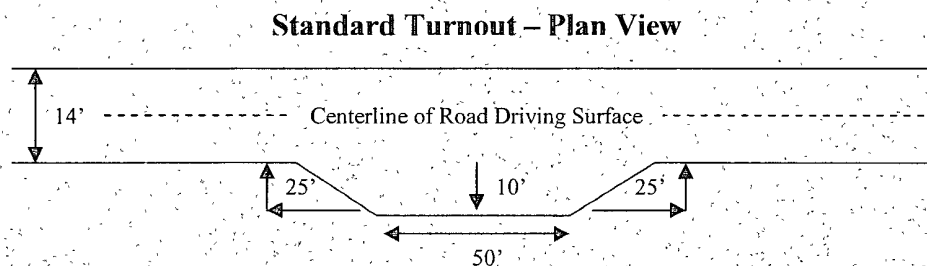 Standard Turnout – Plan View
14'
Centerline of Road Driving Surface
25' 10' 25'
50'